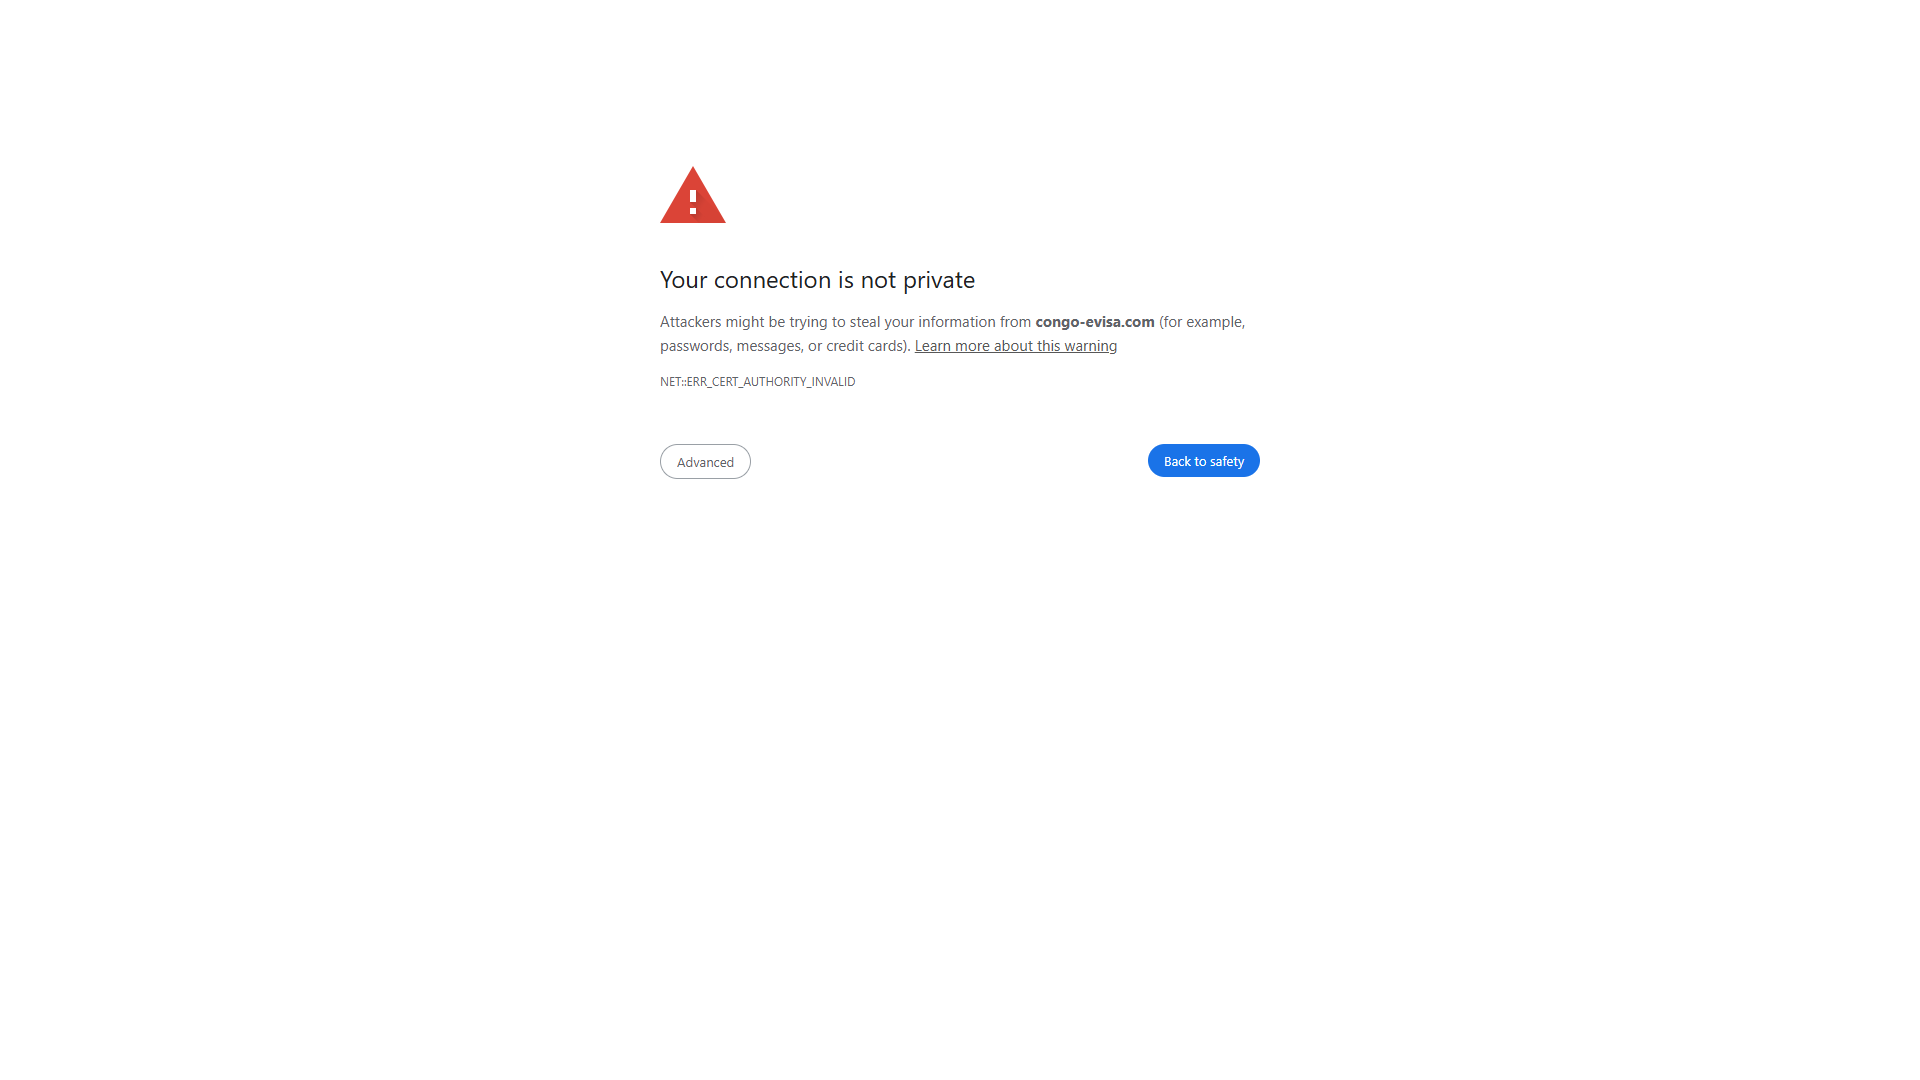 Your connection is not private
Attackers might be trying to steal your information from congo-evisa.com (for example,
passwords, messages, or credit cards). Learn more about this warning
NET::ERR_CERT_AUTHORITY_INVALID
Advanced
Back to safety